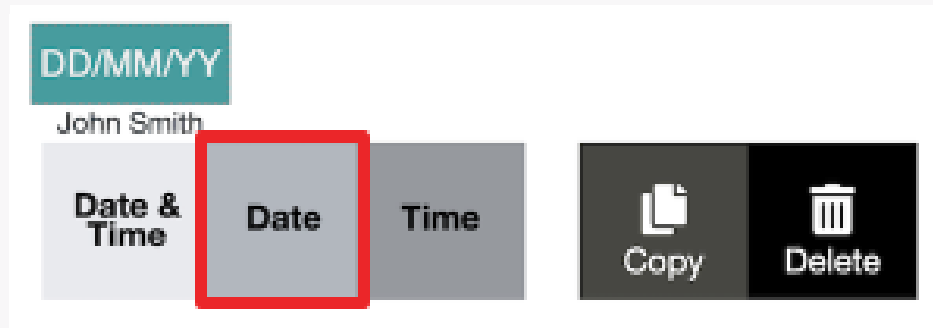 DD/MM/YY
John Smith
Date &
Time
Date
Time
Copy
Delete